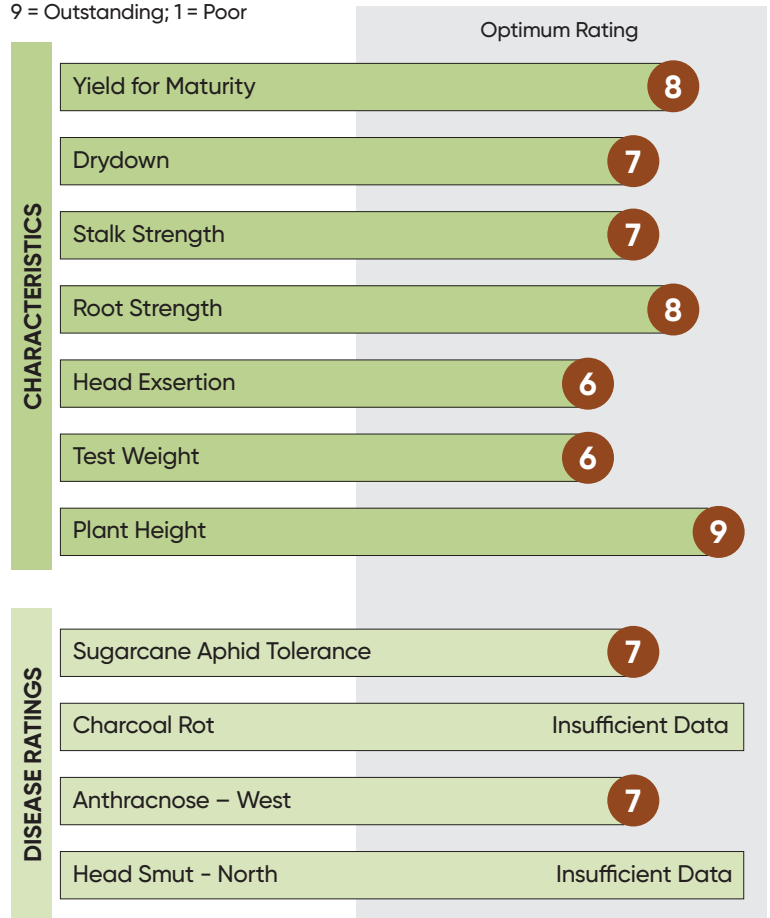 9 = Outstanding; 1 = Poor
Optimum Rating
CHARACTERISTICS
Yield for Maturity 8
Drydown 7
Stalk Strength 7
Root Strength 8
Head Exsertion 6
Test Weight 6
Plant Height 9
DISEASE RATINGS
Sugarcane Aphid Tolerance 7
Charcoal Rot Insufficient Data
Anthracnose – West 7
Head Smut - North Insufficient Data